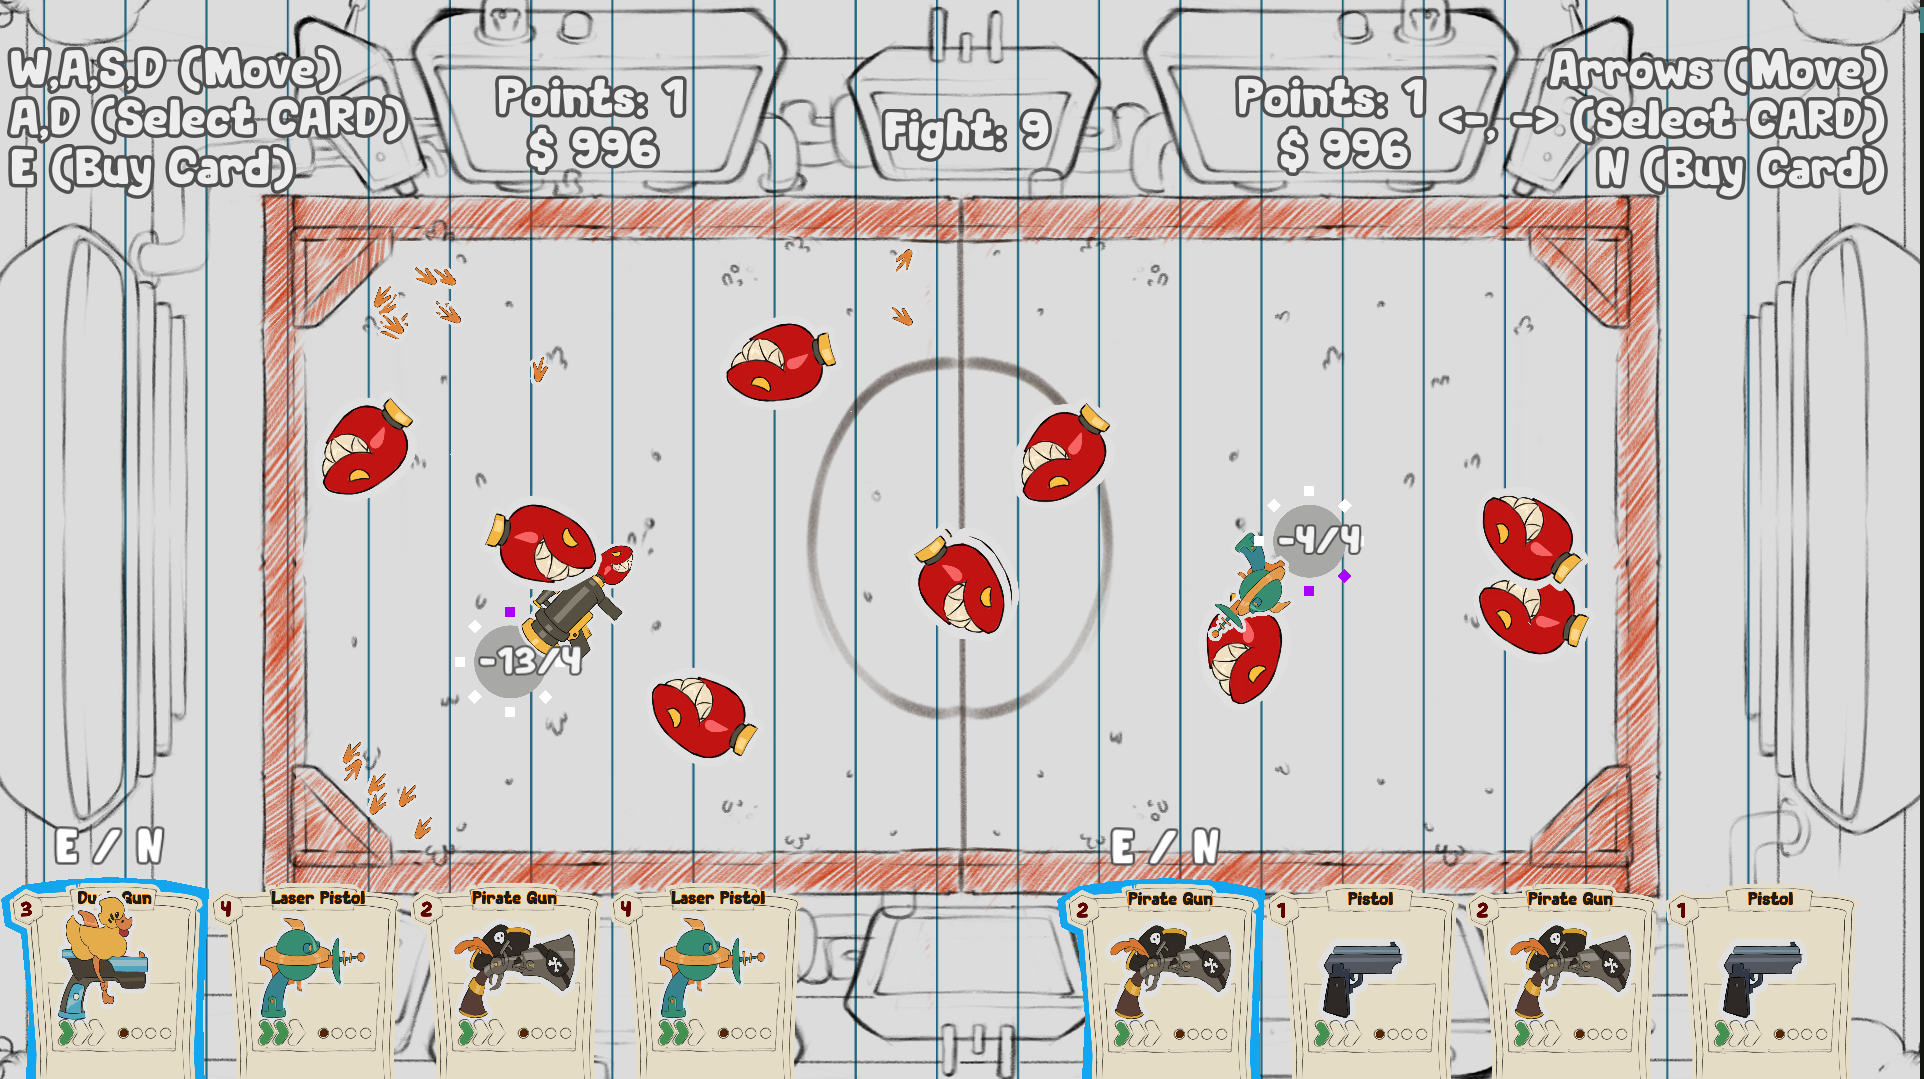 W,A,S,D (Move)
A,D (Select CARD)
E (Buy Card)
Points: 1
$ 996
Fight: 9
Points: 1
$ 996
Arrows (Move)
<-, -> (Select CARD)
N (Buy Card)
-4/4
-13/4
E / N
E / N
3
Du Gun
4
Laser Pistol
2
Pirate Gun
4
Laser Pistol
2
Pirate Gun
1
Pistol
2
Pirate Gun
1
Pistol